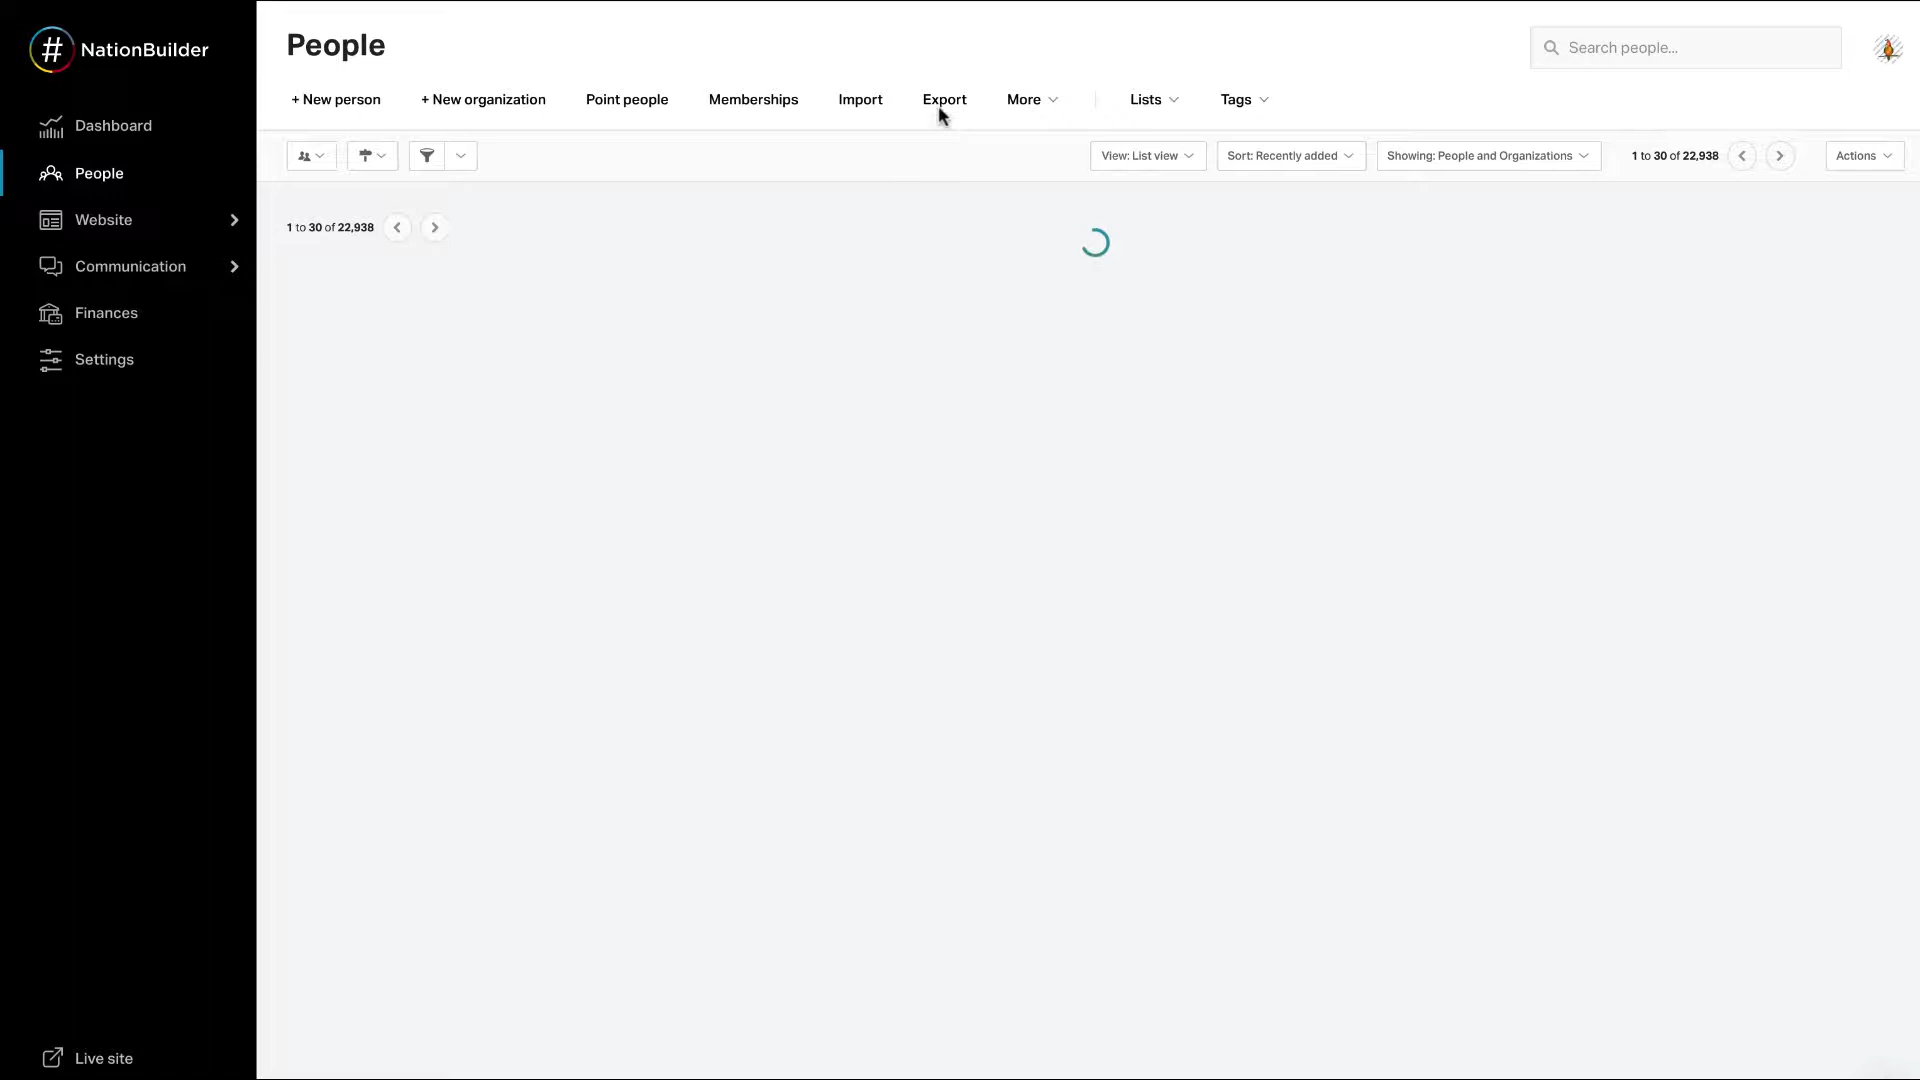 # NationBuilder
Dashboard
People
Website
Communication
Finances
Settings
Live site
People
Search people...
+ New person
+ New organization
Point people
Memberships
Import
Export
More
Lists
Tags
View: List view
Sort: Recently added
Showing: People and Organizations
1 to 30 of 22,938
Actions
1 to 30 of 22,938